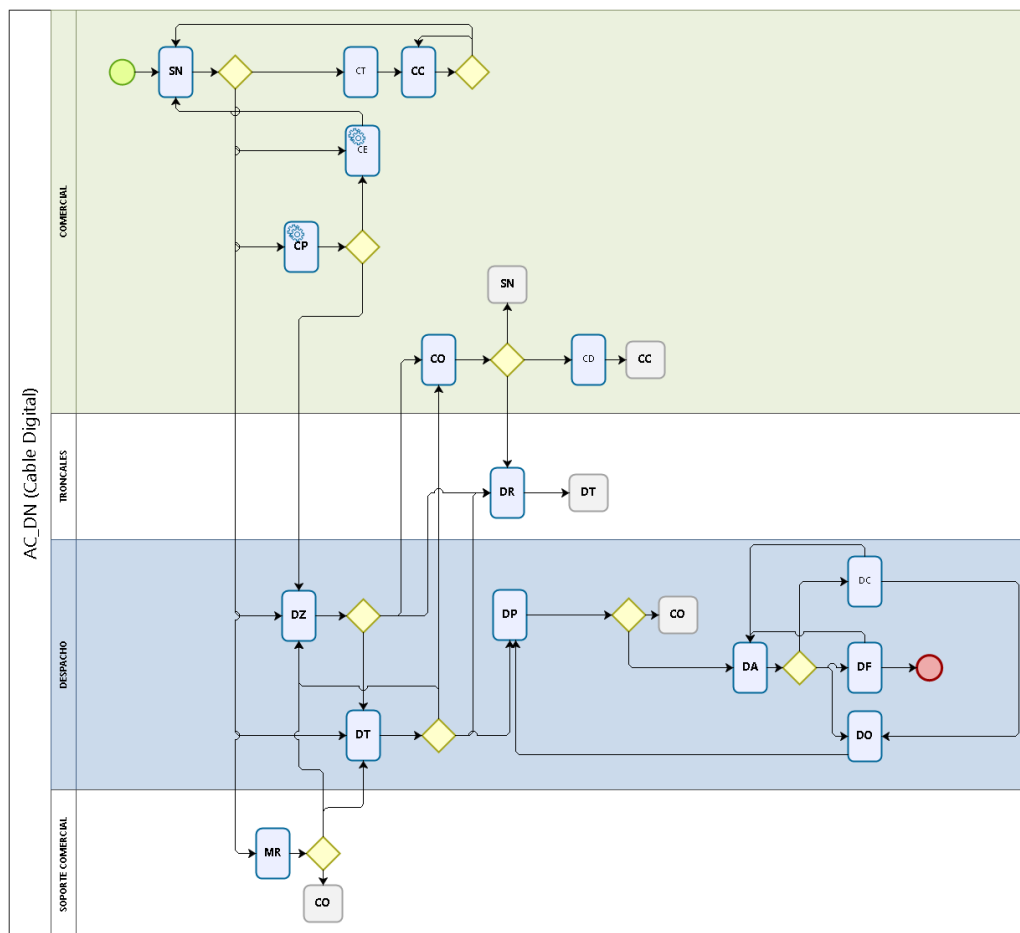 AC_DN (Cable Digital)
COMERCIAL
SN
CT
CC
CE
CP
SN
CO
CD
CC
TRONCALES
DR
DT
DESPACHO
DZ
DP
CO
DC
DA
DF
DT
DO
SOPORTE COMERCIAL
MR
CO